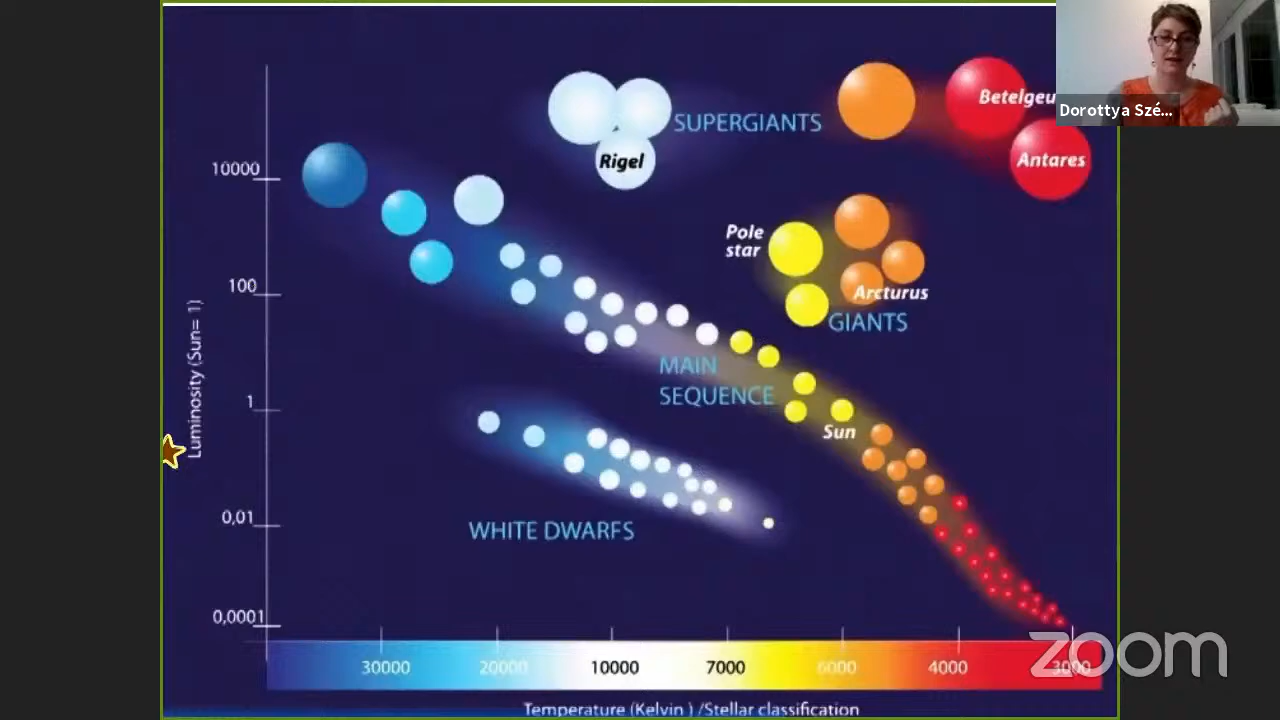 Betelgeu
Dorottya Szé...
SUPERGIANTS
Rigel
Antares
10000
Pole
star
100
Arcturus
GIANTS
Luminosity (Sun= 1)
MAIN
SEQUENCE
1
Sun
0,01
WHITE DWARFS
0,0001
30000 20000 10000 7000 6000 4000 3000
zoom
Temperature (Kelvin ) /Stellar classification